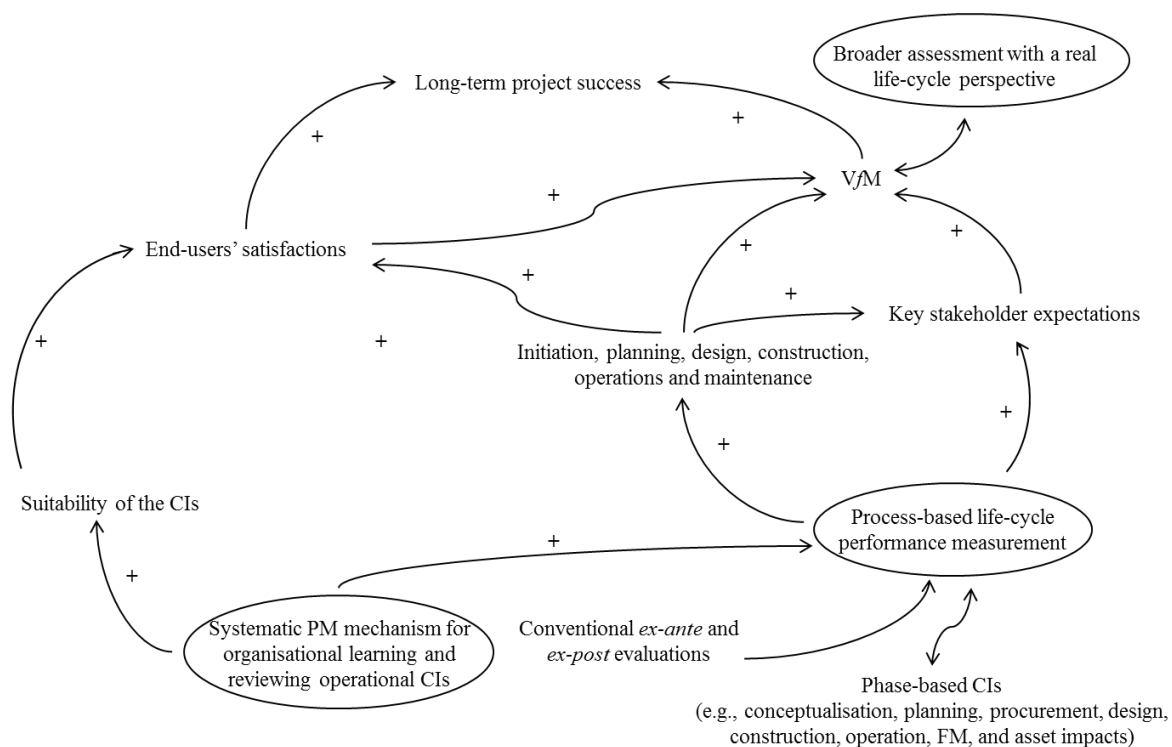 Broader assessment with a real
life-cycle perspective
Long-term project success
+
+
VfM
+
End-users' satisfactions
+
+
+
+
Key stakeholder expectations
+
+
Initiation, planning, design, construction,
operations and maintenance
+
+
Suitability of the CIs
Process-based life-cycle
performance measurement
+
+
Systematic PM mechanism for
organisational learning and
reviewing operational CIs
Conventional ex-ante and
ex-post evaluations
Phase-based CIs
(e.g., conceptualisation, planning, procurement, design,
construction, operation, FM, and asset impacts)